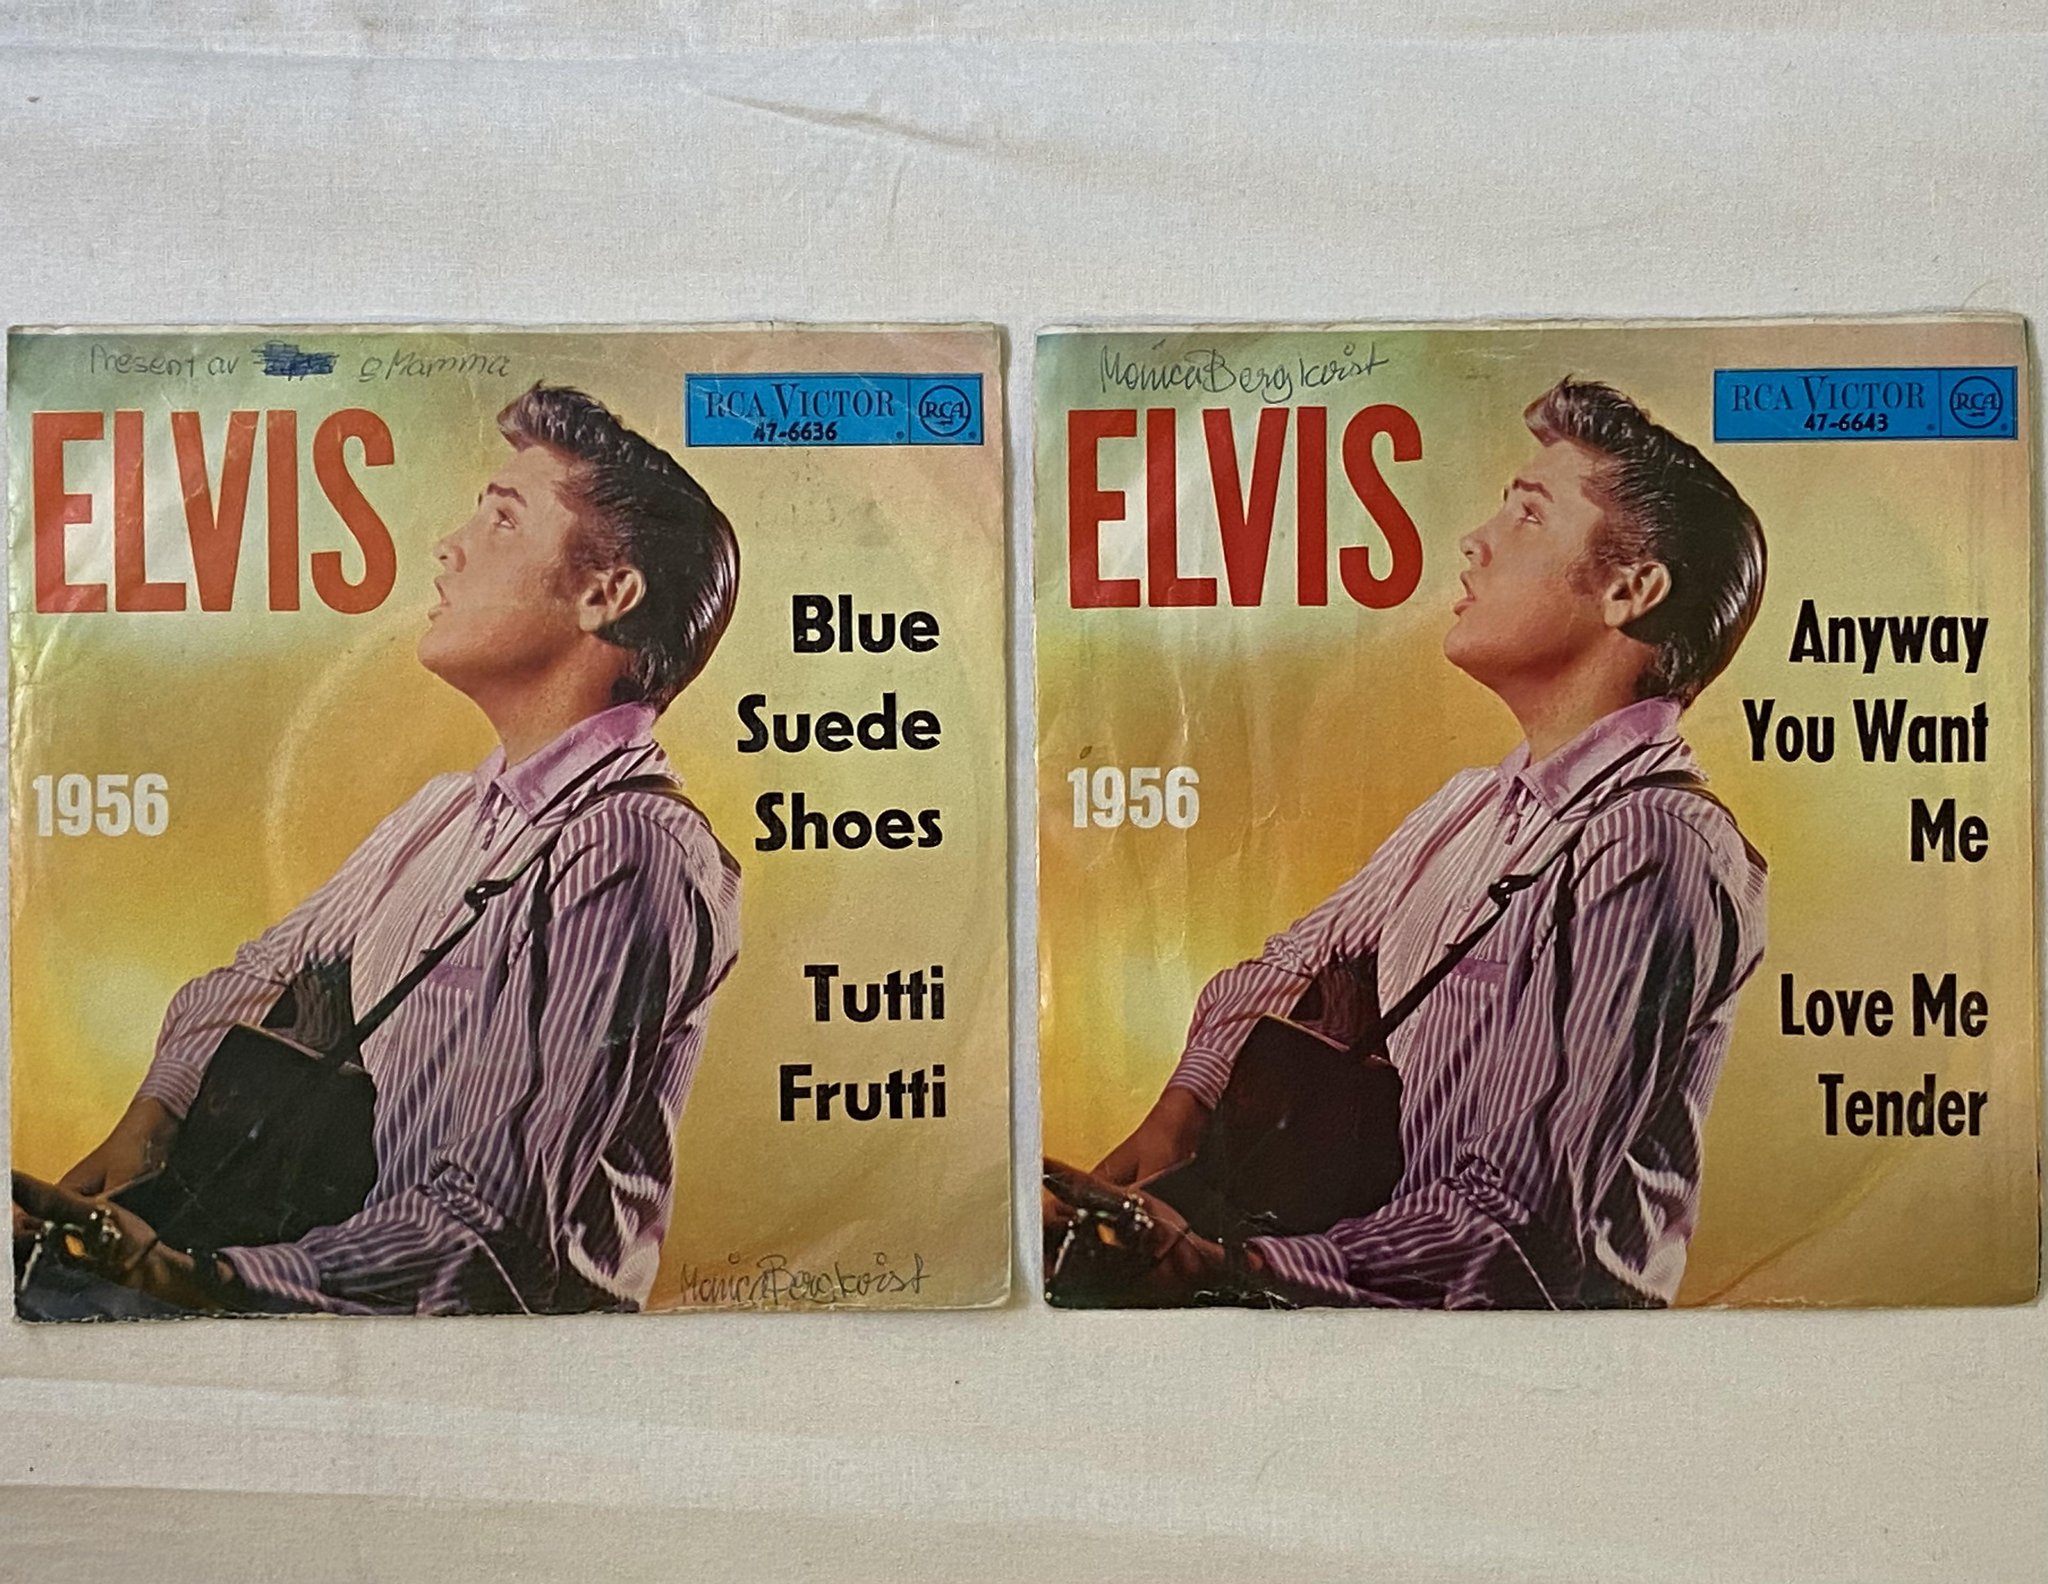 Present av o Mamma
ELVIS
RCA VICTOR
47-6636
RCA
Blue
Suede
Shoes
1956
Tutti
Frutti
Monica Bergkvist
Monica Bergkvist
ELVIS
RCA VICTOR
47-6643
RCA
Anyway
You Want
Me
1956
Love Me
Tender